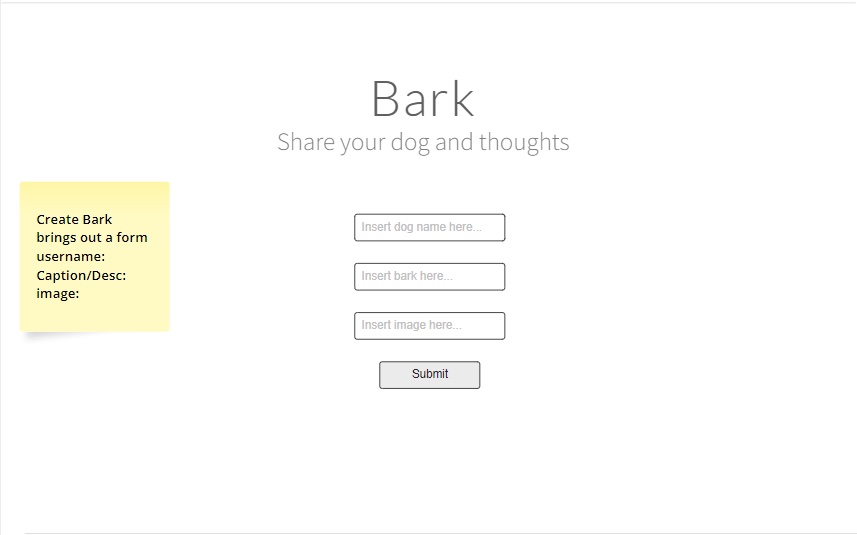 Bark
Share your dog and thoughts
Create Bark
brings out a form
username:
Caption/Desc:
image:
Insert dog name here...
Insert bark here...
Insert image here...
Submit